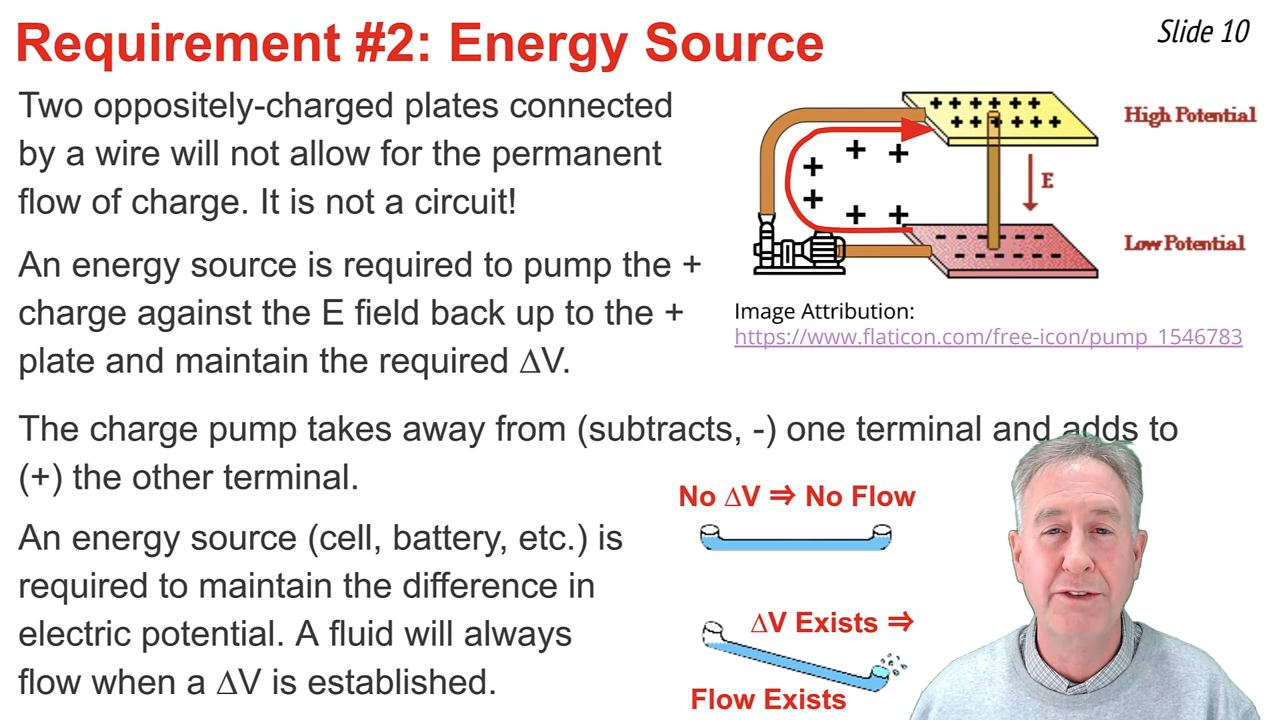 Requirement #2: Energy Source
Slide 10
Two oppositely-charged plates connected
by a wire will not allow for the permanent
flow of charge. It is not a circuit!
An energy source is required to pump the +
charge against the E field back up to the +
plate and maintain the required ∆V.
+ + + + + +
+ + + + + +
High Potential
+ + +
+ + +
E
- - - - - -
- - - - - -
Low Potential
Image Attribution:
https://www.flaticon.com/free-icon/pump_1546783
The charge pump takes away from (subtracts, -) one terminal and adds to
(+) the other terminal.
An energy source (cell, battery, etc.) is
required to maintain the difference in
electric potential. A fluid will always
flow when a ∆V is established.
No ∆V ⇒ No Flow
∆V Exists ⇒
Flow Exists